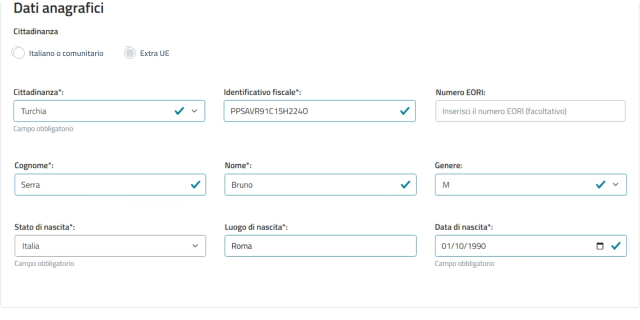 Dati anagrafici
Cittadinanza
Italiano o comunitario Extra UE
Cittadinanza*: Identificativo fiscale*: Numero EORI:
Turchia PPSAVR91C15H224O Inserisci il numero EORI (facoltativo)
Campo obbligatorio
Cognome*: Nome*: Genere:
Serra Bruno M
Stato di nascita*: Luogo di nascita*: Data di nascita*:
Italia Roma 01/10/1990
Campo obbligatorio Campo obbligatorio